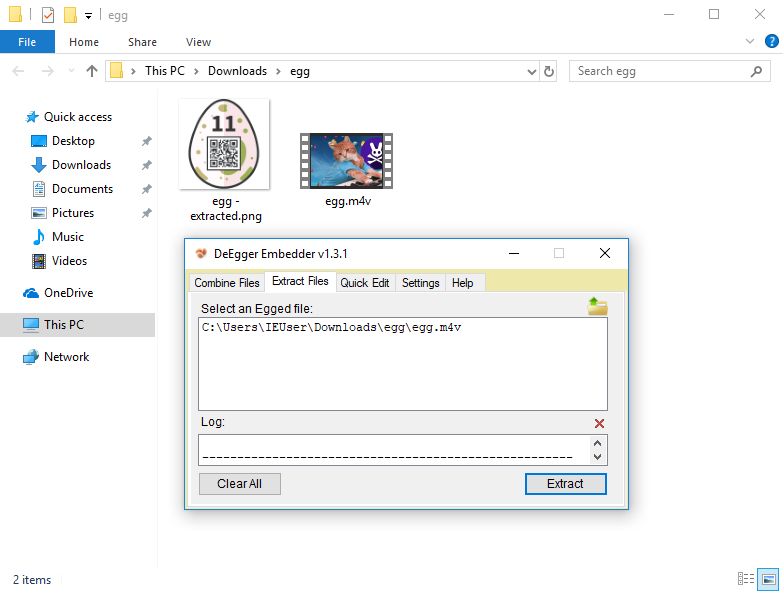 egg
File
Home
Share
View
This PC
Downloads
egg
Search egg
Quick access
Desktop
Downloads
Documents
Pictures
Music
Videos
OneDrive
This PC
Network
11
egg -
extracted.png
egg.m4v
DeEgger Embedder v1.3.1
Combine Files
Extract Files
Quick Edit
Settings
Help
Select an Egged file:
C:\Users\IEUser\Downloads\egg\egg.m4v
Log:
Clear All
Extract
2 items